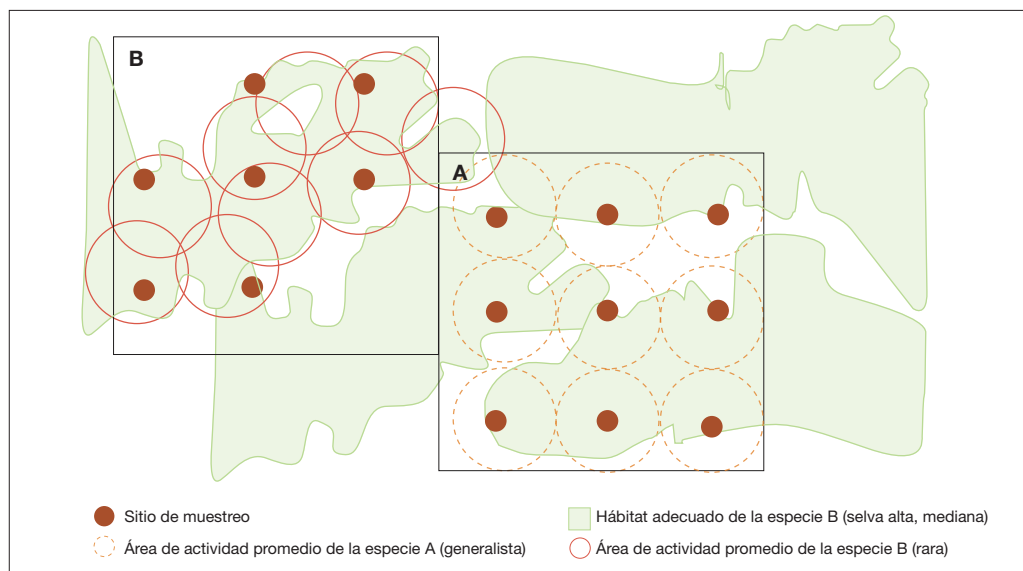 B
A
Sitio de muestreo
Hábitat adecuado de la especie B (selva alta, mediana)
Área de actividad promedio de la especie A (generalista)
Área de actividad promedio de la especie B (rara)